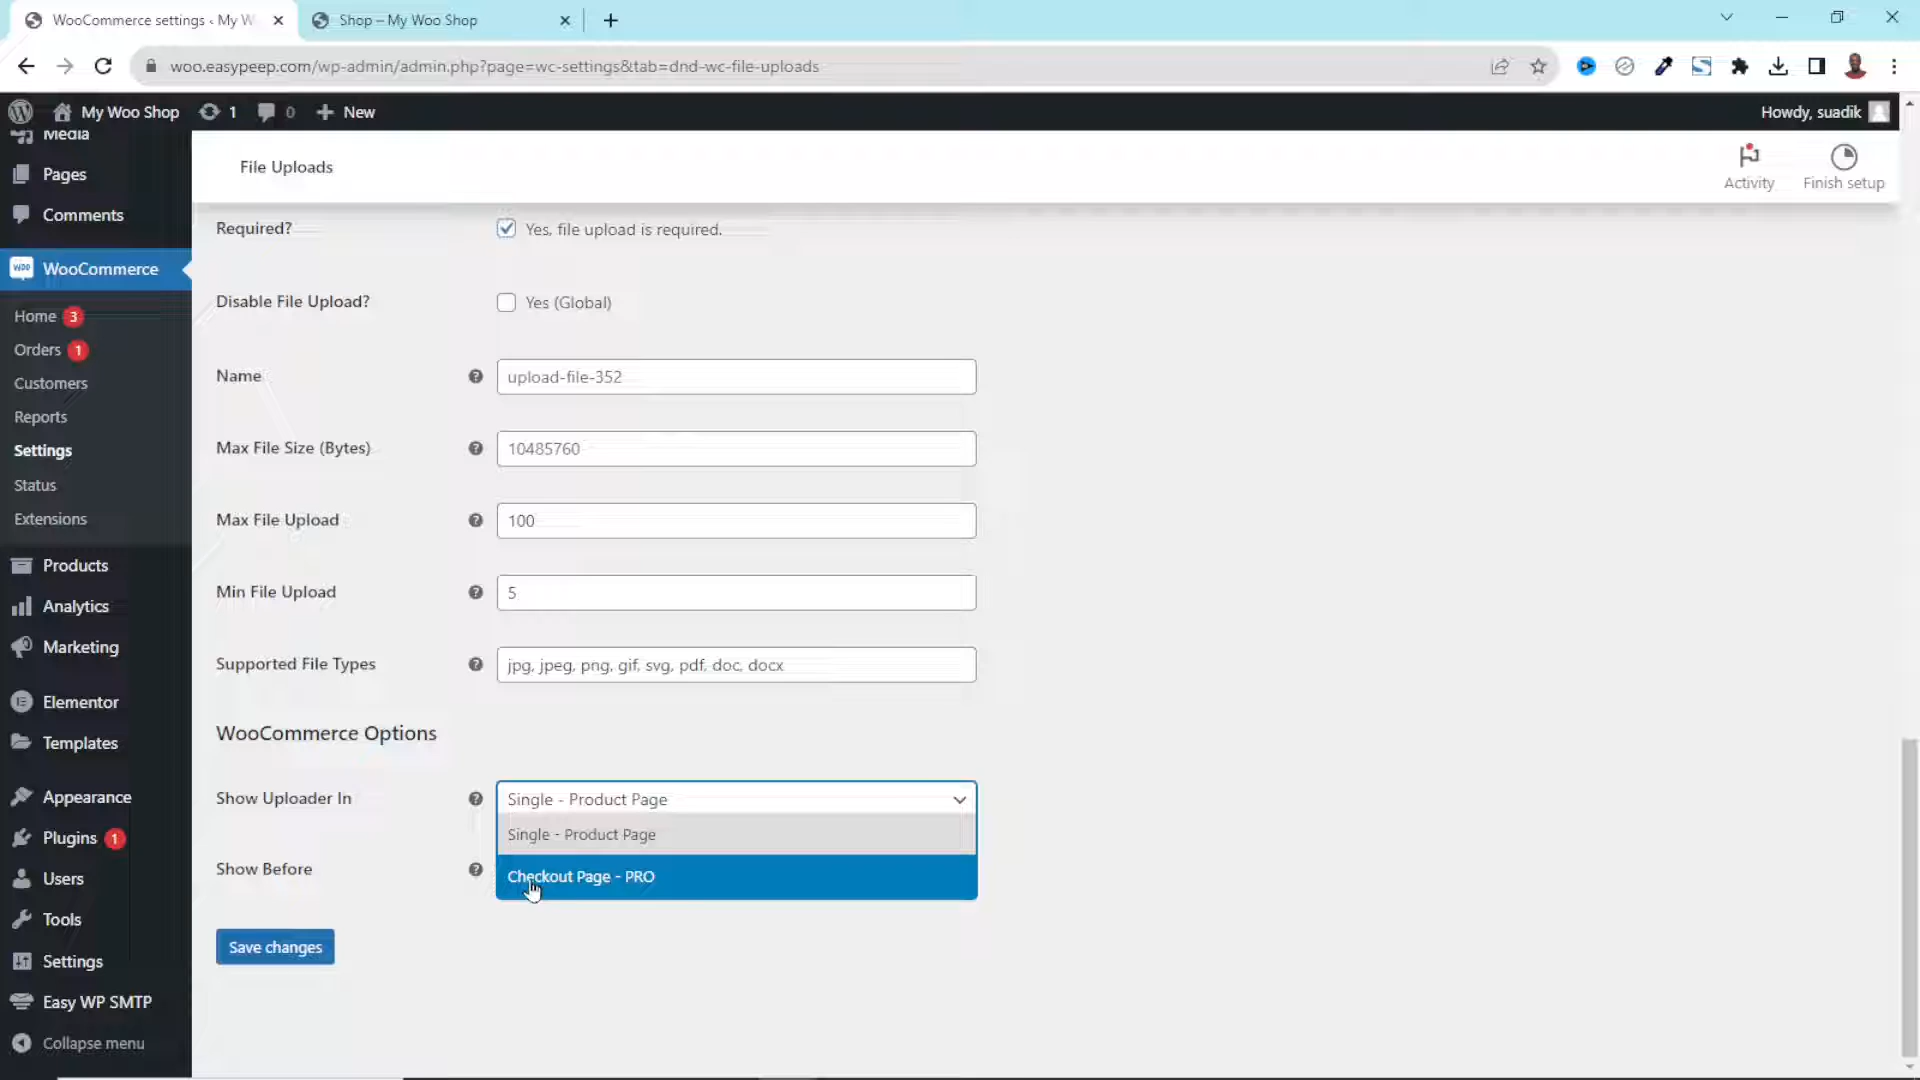 WooCommerce settings ‹ My W
Shop – My Woo Shop
woo.easypeep.com/wp-admin/admin.php?page=wc-settings&tab=dnd-wc-file-uploads
My Woo Shop
1
0
New
Howdy, suadik
Media
Pages
Comments
WooCommerce
Home 3
Orders 1
Customers
Reports
Settings
Status
Extensions
Products
Analytics
Marketing
Elementor
Templates
Appearance
Plugins 1
Users
Tools
Settings
Easy WP SMTP
Collapse menu
File Uploads
Activity
Finish setup
Required?
Yes, file upload is required.
Disable File Upload?
Yes (Global)
Name
upload-file-352
Max File Size (Bytes)
10485760
Max File Upload
100
Min File Upload
5
Supported File Types
jpg, jpeg, png, gif, svg, pdf, doc, docx
WooCommerce Options
Show Uploader In
Single - Product Page
Single - Product Page
Show Before
Checkout Page - PRO
Save changes